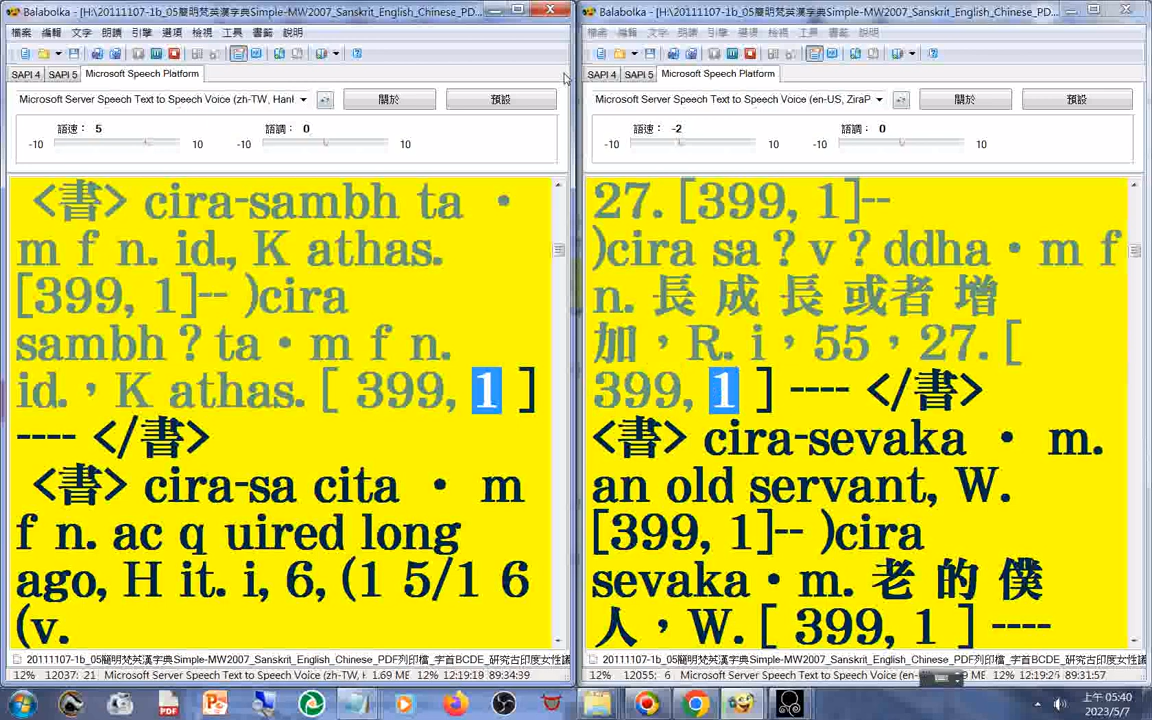 Balabolka - [H:\20111107-1b_05簡明梵英漢字典Simple-MW2007_Sanskrit_English_Chinese_PD...
檔案 編輯 文字 朗讀 引擎 選項 檢視 工具 書籤 說明
SAPI 4 SAPI 5 Microsoft Speech Platform
Microsoft Server Speech Text to Speech Voice (zh-TW, Hanl 關於 預設
語速： 5 語調： 0
-10 10 -10 10
<書> cira-sambh ta •
m f n. id., K athas.
[399, 1]-- )cira
sambh ? ta • m f n.
id. , K athas. [ 399, 1 ]
---- </書>
<書> cira-sa cita • m
f n. ac q uired long
ago, H it. i, 6, (1 5/1 6
(v.
20111107-1b_05簡明梵英漢字典Simple-MW2007_Sanskrit_English_Chinese_PDF列印檔_字首BCDE_研究古印度女性議
12% 12037: 21 Microsoft Server Speech Text to Speech Voice (zh-TW, H 1.69 ME 12% 12:19:19 89:34:39
Balabolka - [H:\20111107-1b_05簡明梵英漢字典Simple-MW2007_Sanskrit_English_Chinese_PD...
檔案 編輯 文字 朗讀 引擎 選項 檢視 工具 書籤 說明
SAPI 4 SAPI 5 Microsoft Speech Platform
Microsoft Server Speech Text to Speech Voice (en-US, ZiraP 關於 預設
語速： -2 語調： 0
-10 10 -10 10
27. [399, 1]--
)cira sa ? v ? ddha • m f
n. 長 成 長 或者 增
加，R. i，55，27. [
399, 1 ] ---- </書>
<書> cira-sevaka • m.
an old servant, W.
[399, 1]-- )cira
sevaka • m. 老 的 僕
人，W. [ 399, 1 ] ----
20111107-1b_05簡明梵英漢字典Simple-MW2007_Sanskrit_English_Chinese_PDF列印檔_字首BCDE_研究古印度女性議
12% 12055: 6 Microsoft Server Speech Text to Speech Voice ME 12% 12:19:25 89:31:57
上午 05:40
2023/5/7